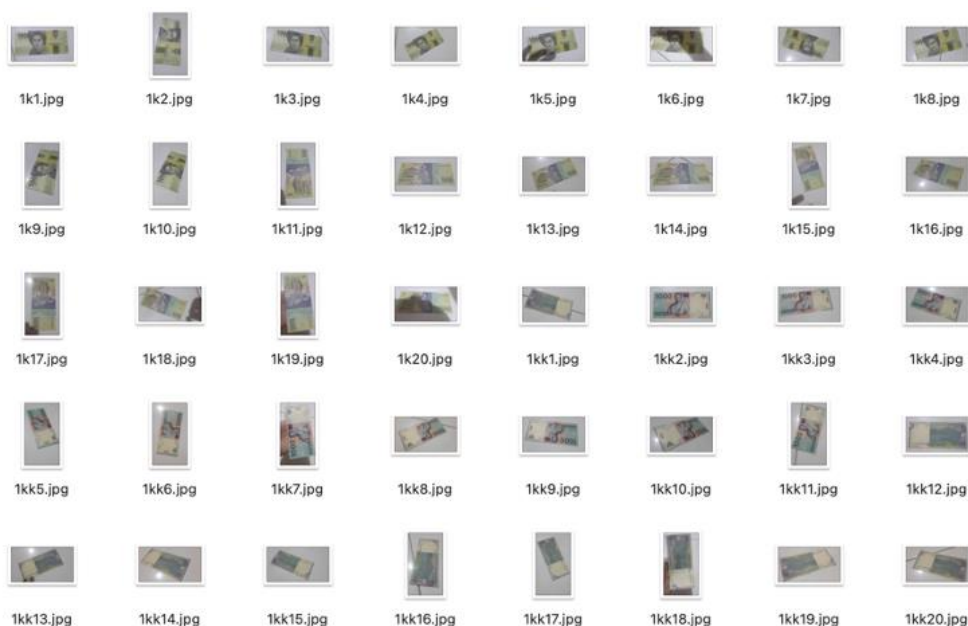 1k1.jpg 1k2.jpg 1k3.jpg 1k4.jpg 1k5.jpg 1k6.jpg 1k7.jpg 1k8.jpg
1k9.jpg 1k10.jpg 1k11.jpg 1k12.jpg 1k13.jpg 1k14.jpg 1k15.jpg 1k16.jpg
1k17.jpg 1k18.jpg 1k19.jpg 1k20.jpg 1kk1.jpg 1kk2.jpg 1kk3.jpg 1kk4.jpg
1kk5.jpg 1kk6.jpg 1kk7.jpg 1kk8.jpg 1kk9.jpg 1kk10.jpg 1kk11.jpg 1kk12.jpg
1kk13.jpg 1kk14.jpg 1kk15.jpg 1kk16.jpg 1kk17.jpg 1kk18.jpg 1kk19.jpg 1kk20.jpg